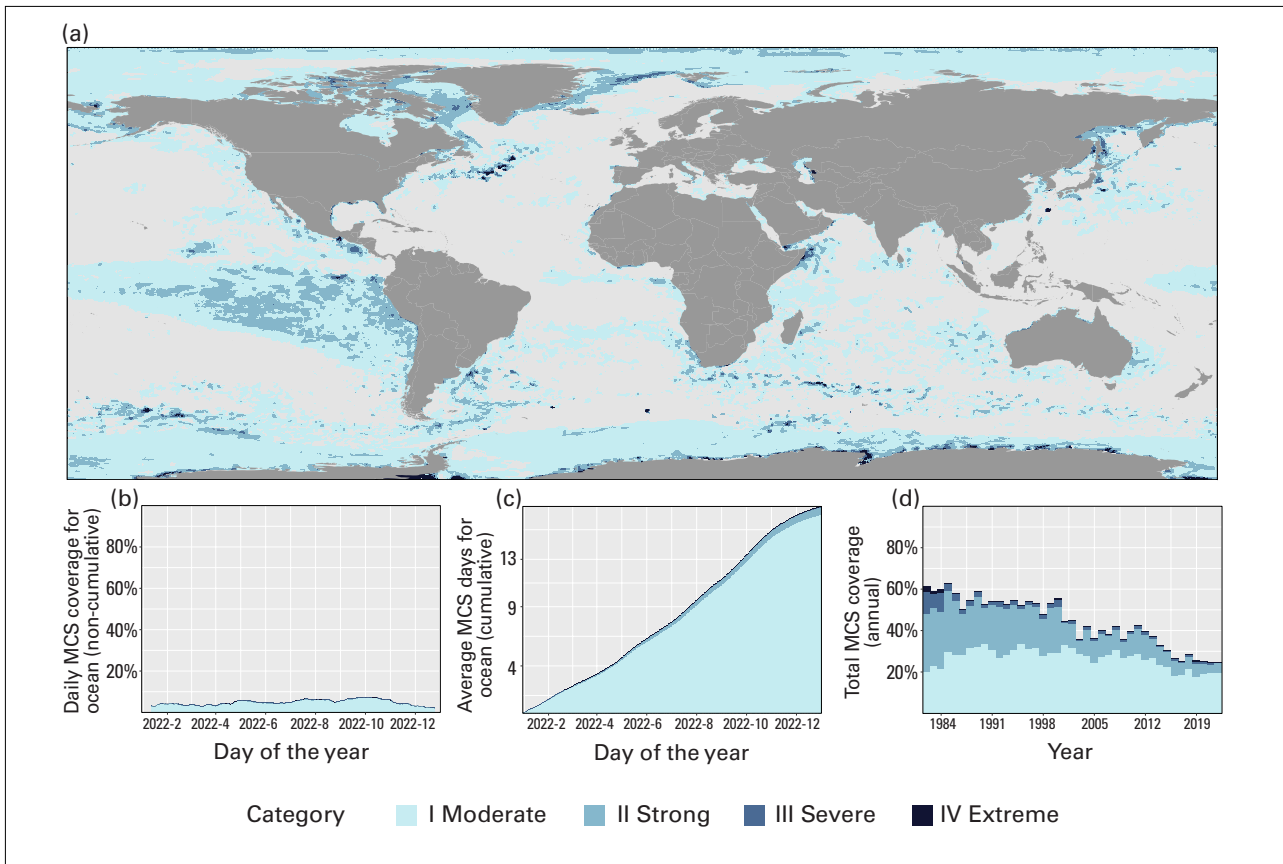 (a)
(b)
Daily MCS coverage for
ocean (non-cumulative)
80%
60%
40%
20%
2022-2 2022-4 2022-6 2022-8 2022-10 2022-12
Day of the year
(c)
Average MCS days for
ocean (cumulative)
13
9
4
2022-2 2022-4 2022-6 2022-8 2022-10 2022-12
Day of the year
(d)
Total MCS coverage
(annual)
80%
60%
40%
20%
1984 1991 1998 2005 2012 2019
Year
Category I Moderate II Strong III Severe IV Extreme